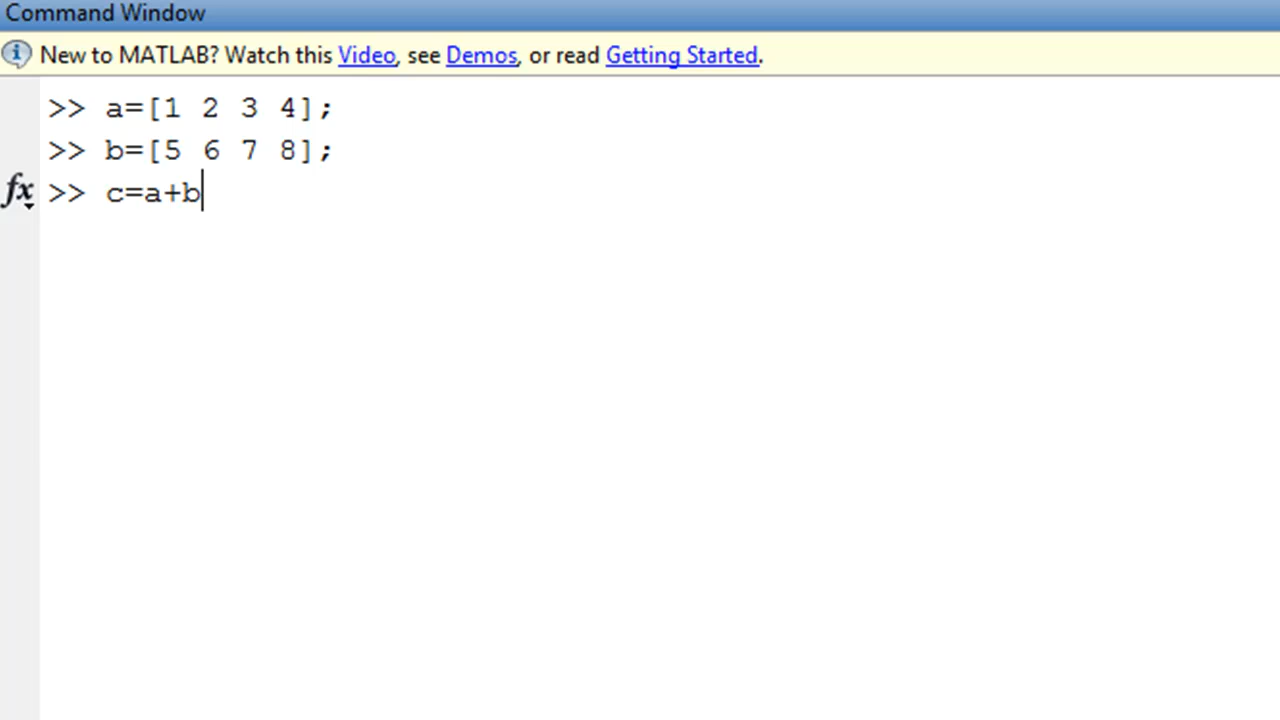 Command Window
New to MATLAB? Watch this Video, see Demos, or read Getting Started.
>> a=[1 2 3 4];
>> b=[5 6 7 8];
fx >> c=a+b